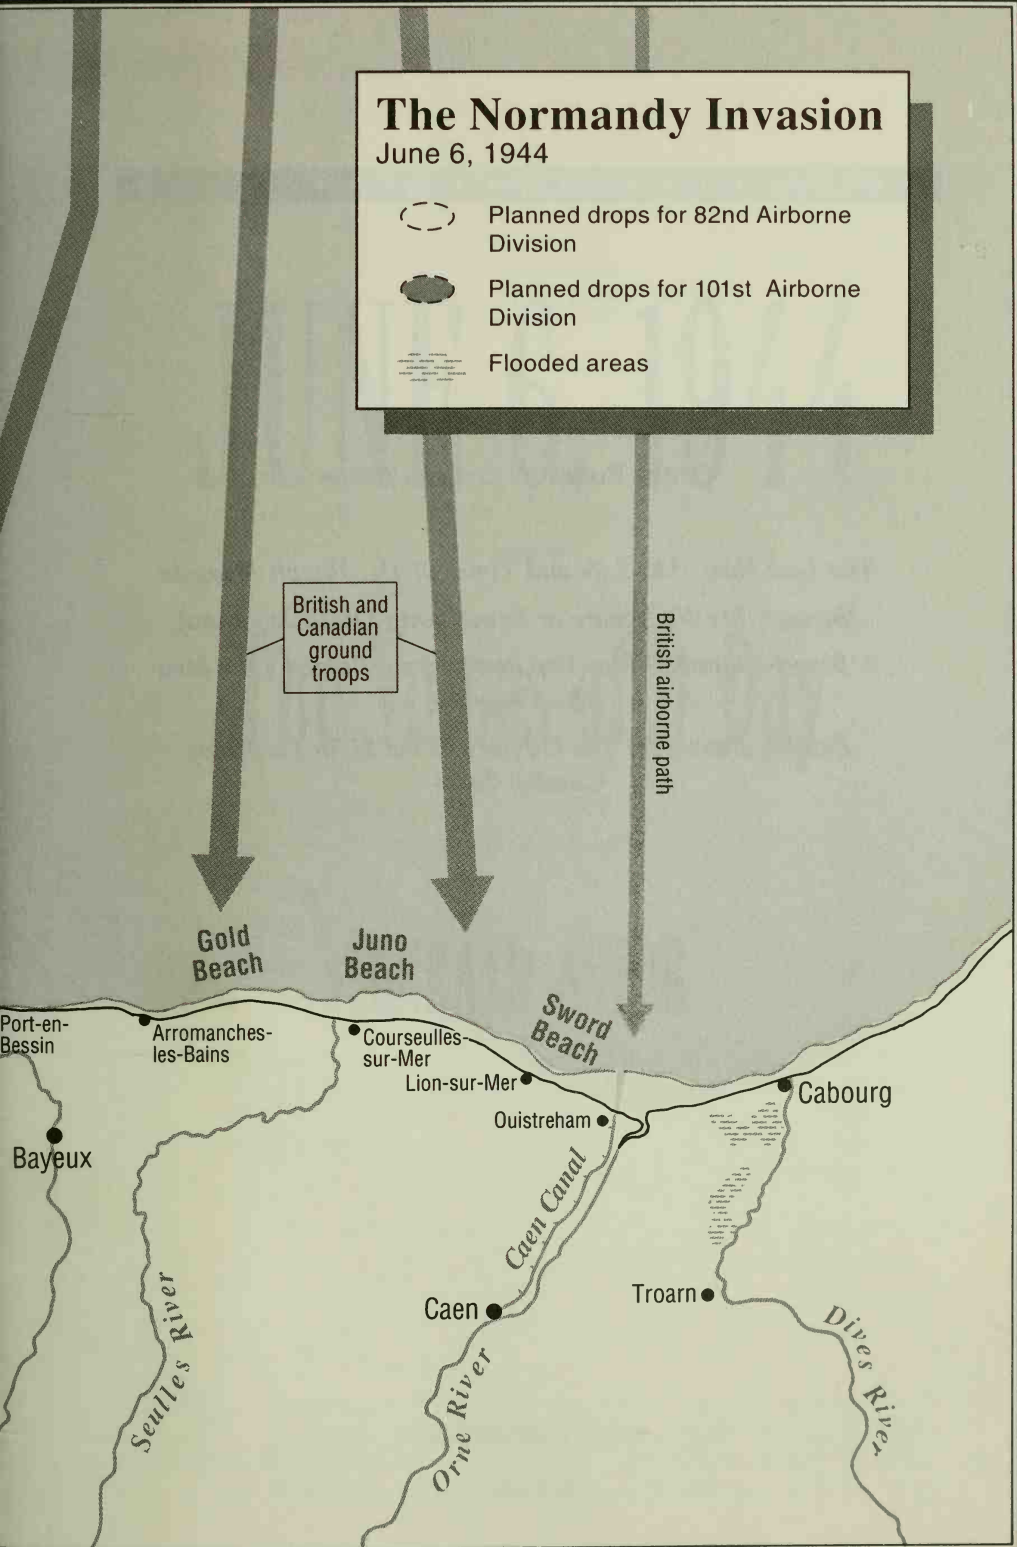 The Normandy Invasion
June 6, 1944
Planned drops for 82nd Airborne
Division
Planned drops for 101st Airborne
Division
Flooded areas
British and
Canadian
ground
troops
British airborne path
Gold
Beach
Juno
Beach
Sword
Beach
Port-en-
Bessin
Arromanches-
les-Bains
Courseulles-
sur-Mer
Lion-sur-Mer
Ouistreham
Cabourg
Bayeux
Caen Canal
Caen
Troarn
Seulles River
Orne River
Dives River